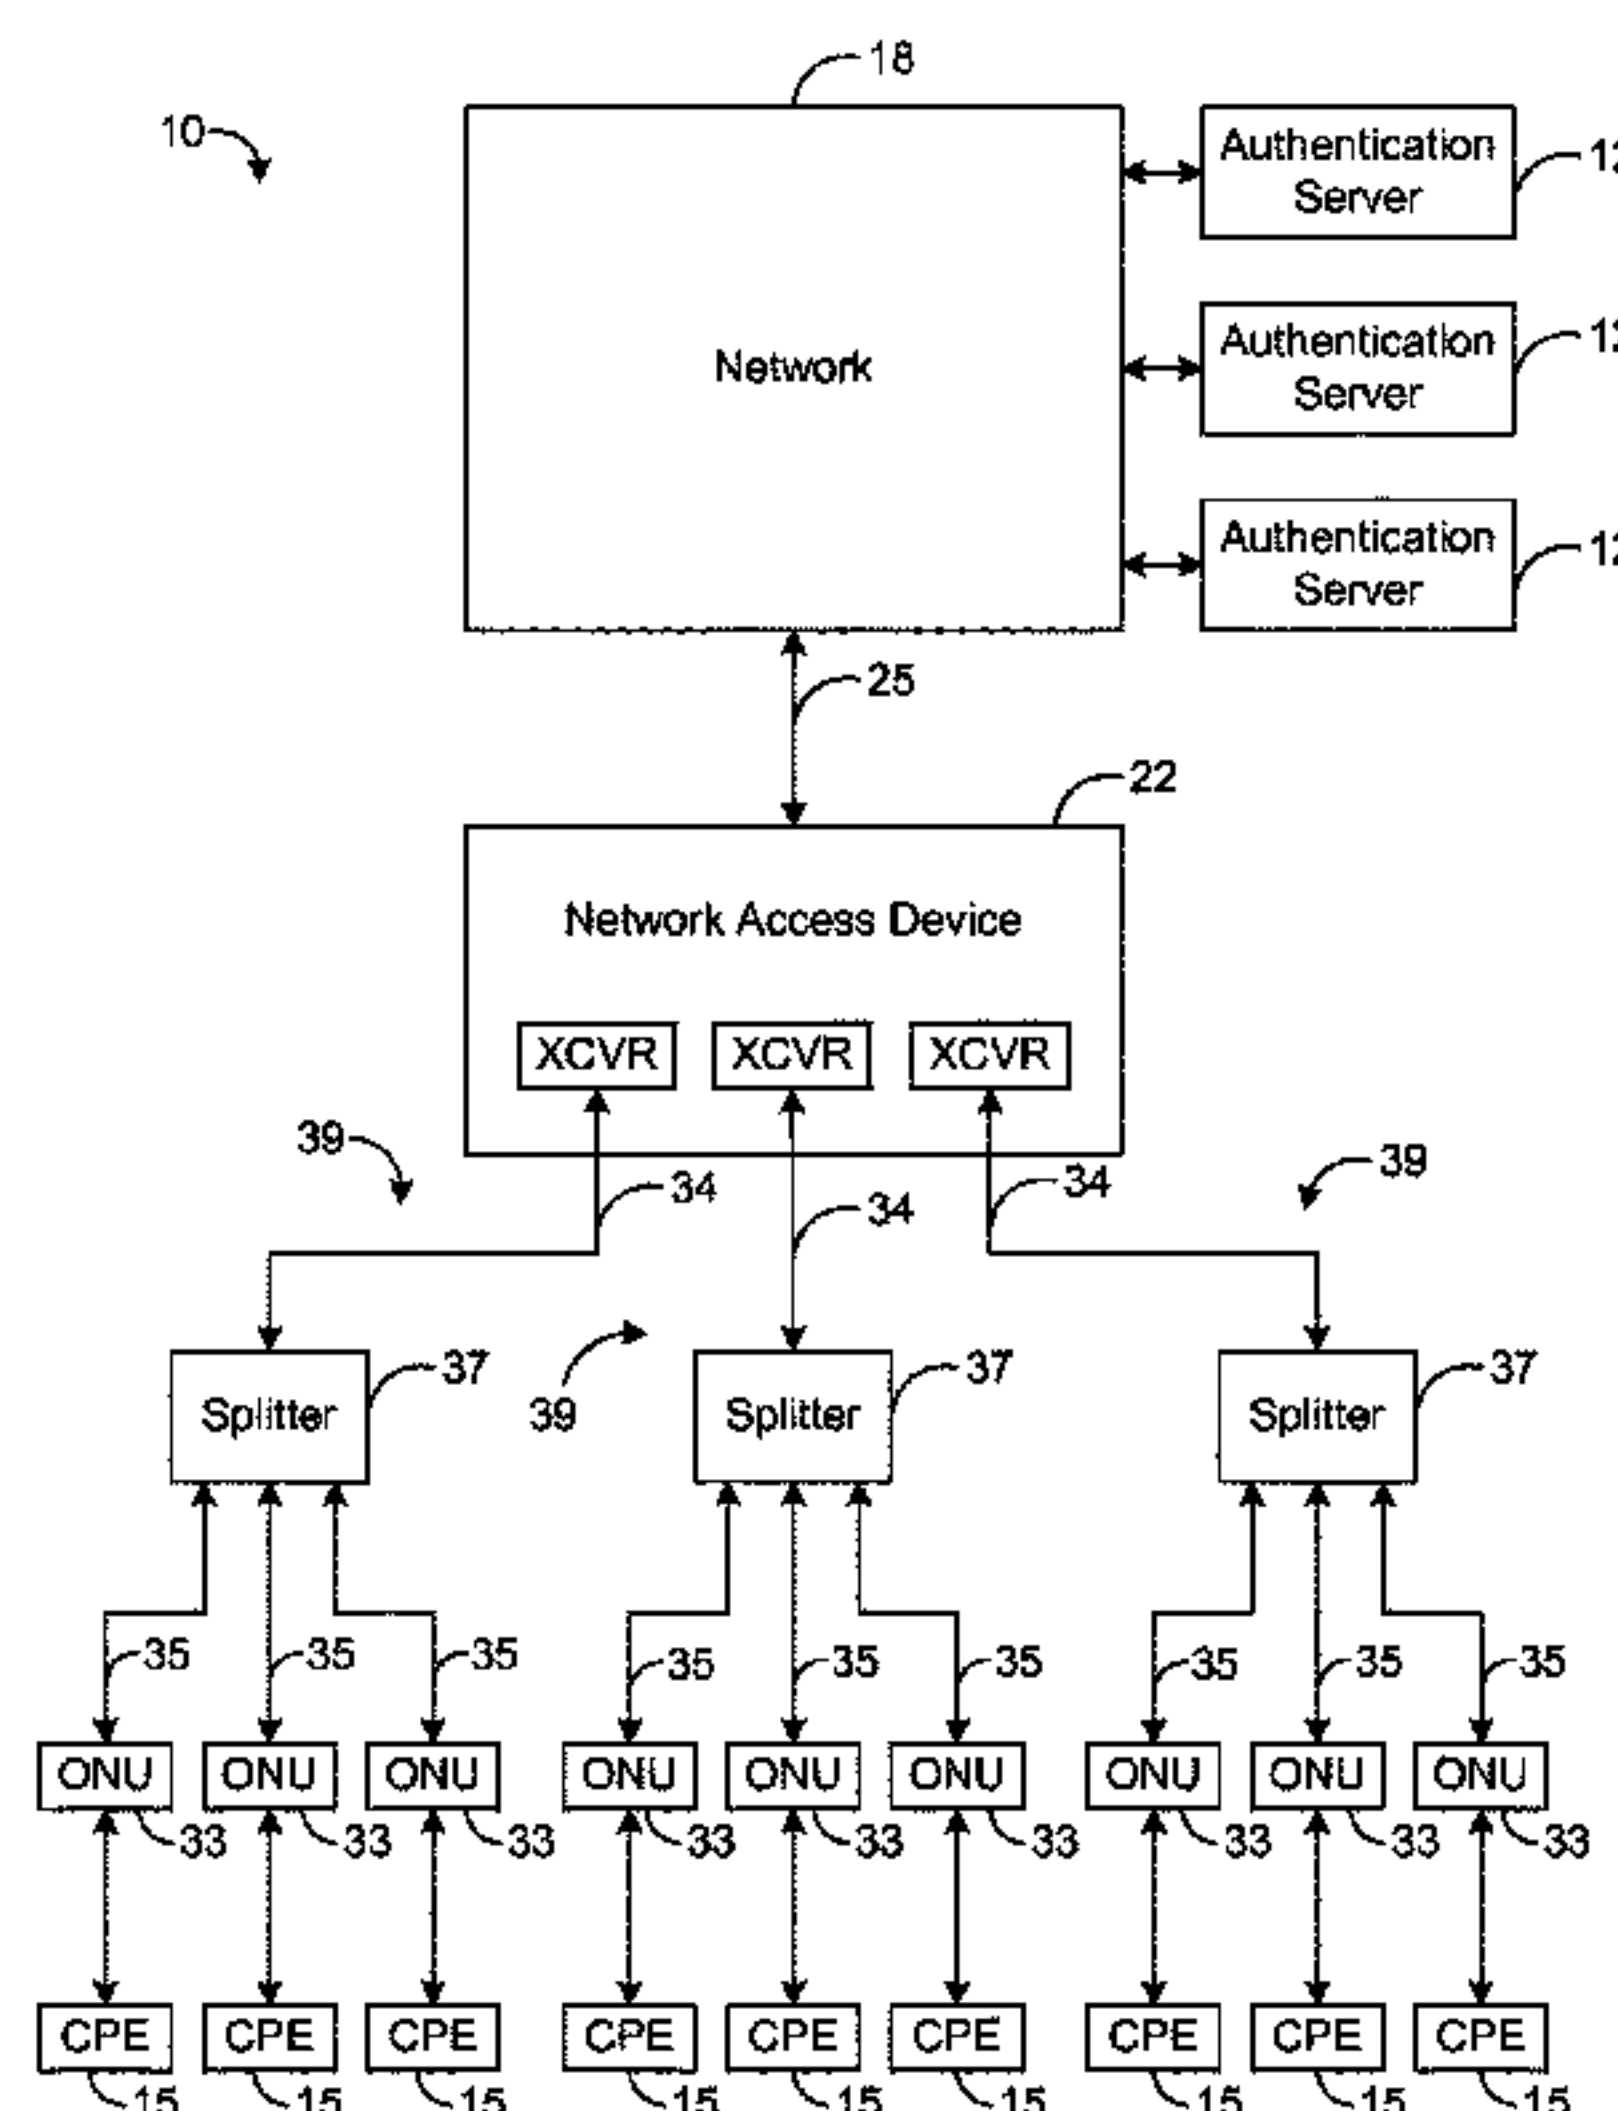 18
10
Authentication
Server
12
Network
Authentication
Server
12
Authentication
Server
12
25
22
Network Access Device
XCVR XCVR XCVR
39 34 34 34 39
37 37 37
Splitter 39 Splitter Splitter
35 35 35 35 35 35 35 35 35
ONU ONU ONU ONU ONU ONU ONU ONU ONU
33 33 33 33 33 33 33 33 33
CPE CPE CPE CPE CPE CPE CPE CPE CPE
15 15 15 15 15 15 15 15 15